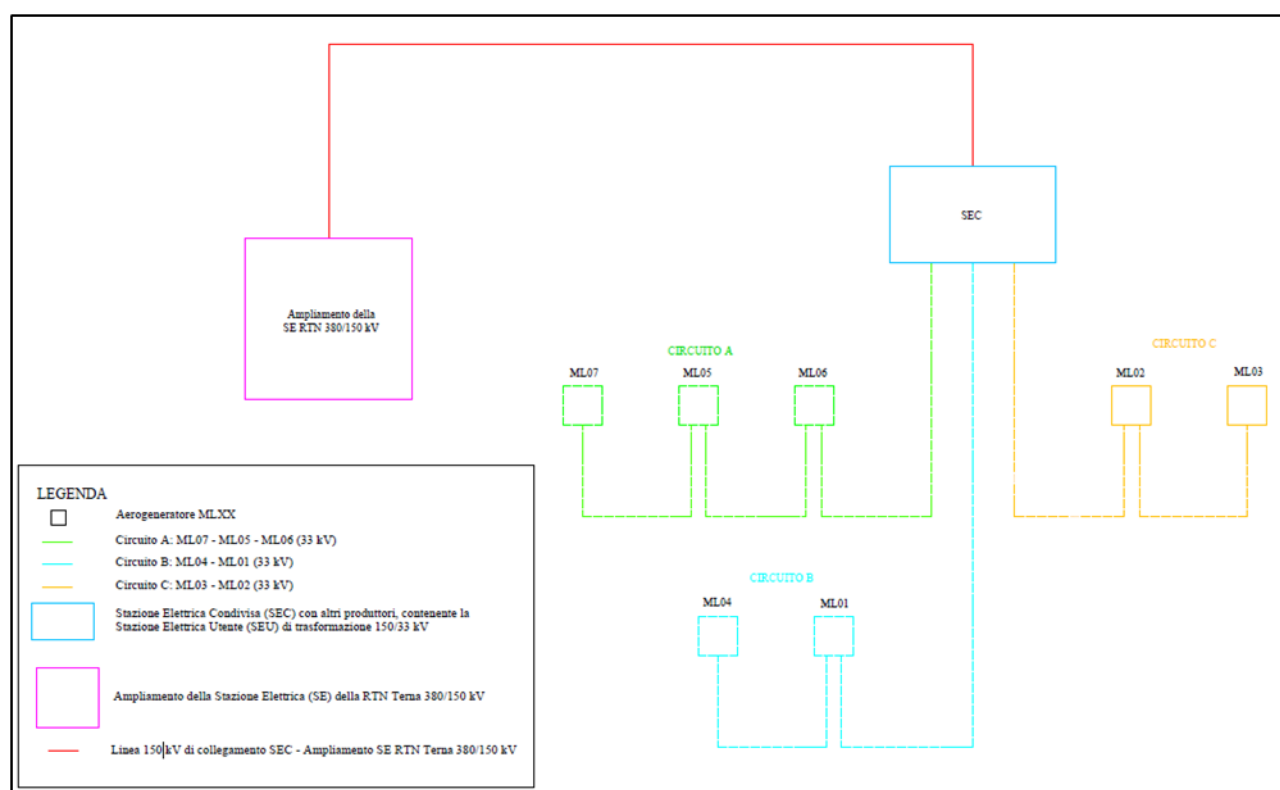 SEC
Ampliamento della
SE RTN 380/150 kV
CIRCUITO A
CIRCUITO C
ML07
ML05
ML06
ML02
ML03
CIRCUITO B
ML04
ML01
LEGENDA
Aerogeneratore MLXX
Circuito A: ML07 - ML05 - ML06 (33 kV)
Circuito B: ML04 - ML01 (33 kV)
Circuito C: ML03 - ML02 (33 kV)
Stazione Elettrica Condivisa (SEC) con altri produttori, contenente la
Stazione Elettrica Utente (SEU) di trasformazione 150/33 kV
Ampliamento della Stazione Elettrica (SE) della RTN Terna 380/150 kV
Linea 150 kV di collegamento SEC - Ampliamento SE RTN Terna 380/150 kV